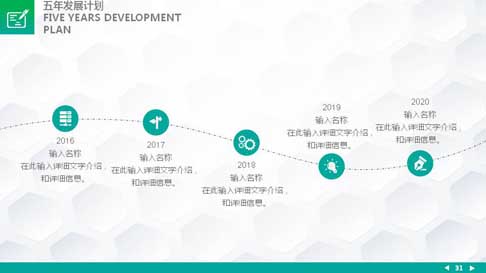 五年发展计划
FIVE YEARS DEVELOPMENT
PLAN
2016
输入名称
在此输入详细文字介绍，
和详细信息。
2017
输入名称
在此输入详细文字介绍，
和详细信息。
2018
输入名称
在此输入详细文字介绍，
和详细信息。
2019
输入名称
在此输入详细文字介绍，
和详细信息。
2020
输入名称
在此输入详细文字介绍，
和详细信息。
31